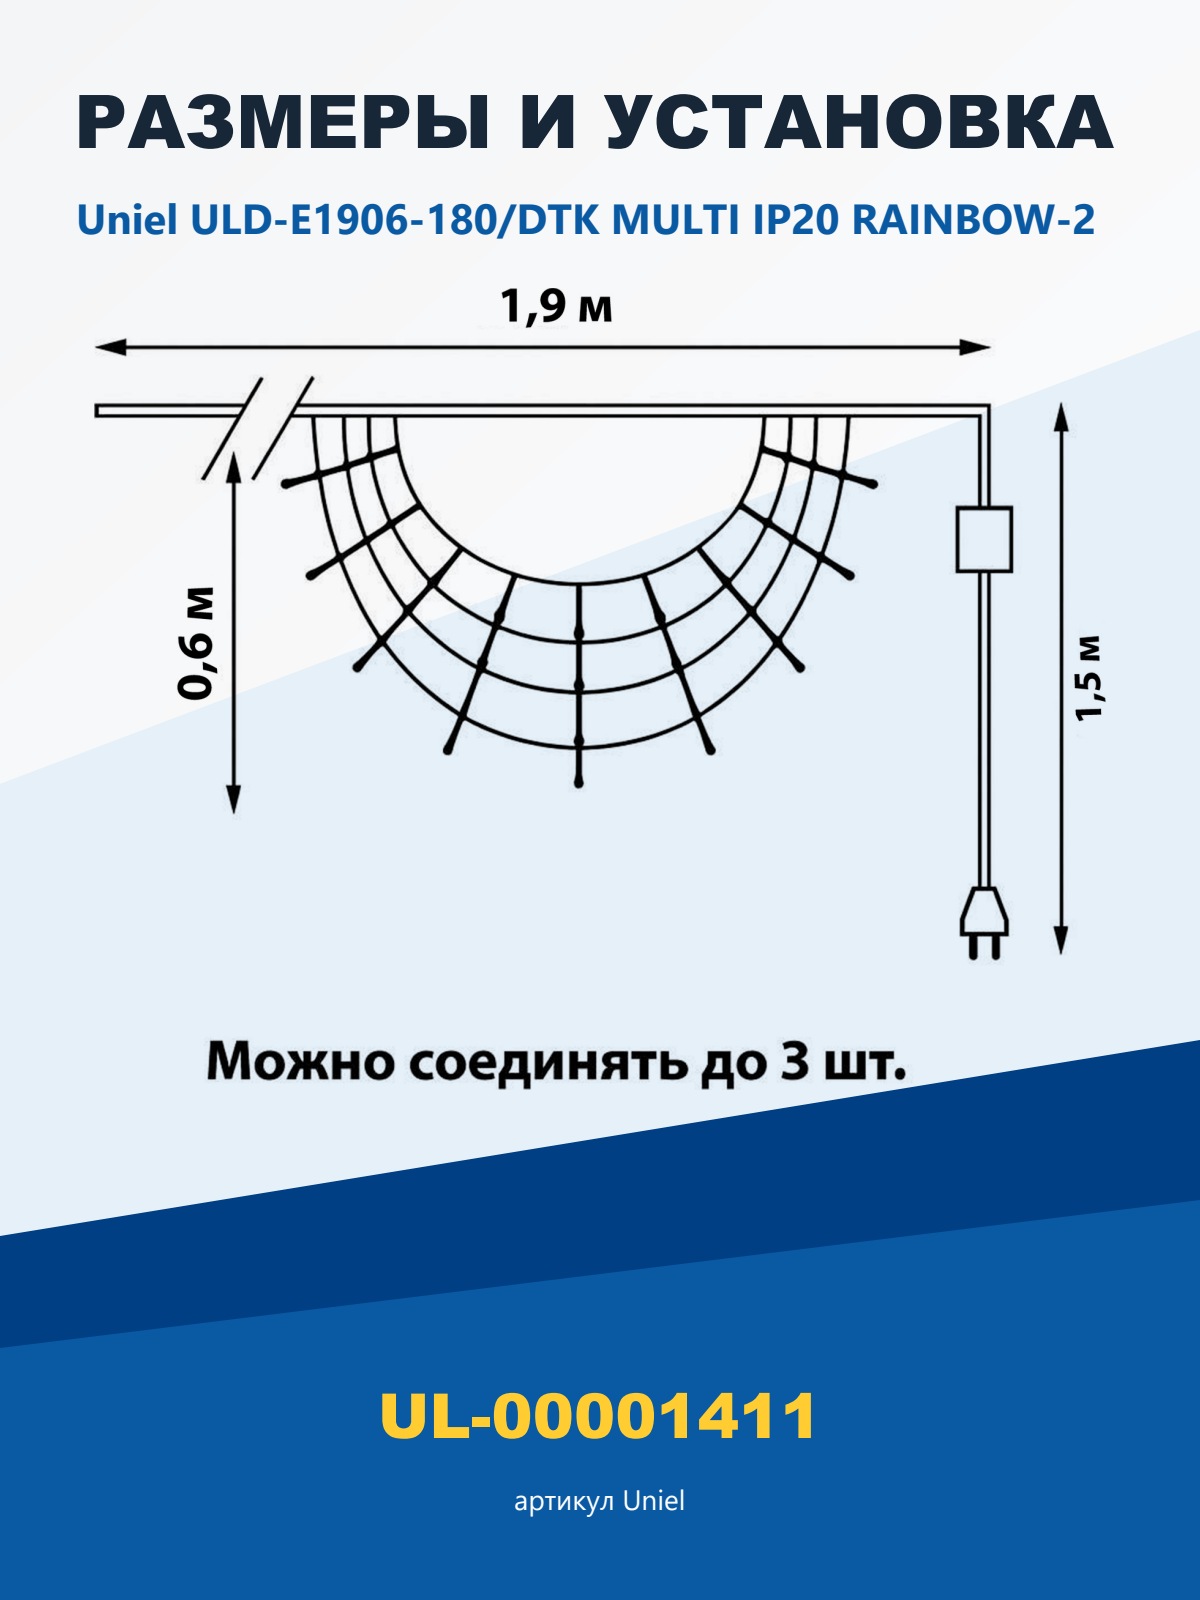 РАЗМЕРЫ И УСТАНОВКА
Uniel ULD-E1906-180/DTK MULTI IP20 RAINBOW-2
1,9 м
0,6 м
1,5 м
Можно соединять до 3 шт.
UL-00001411
артикул Uniel